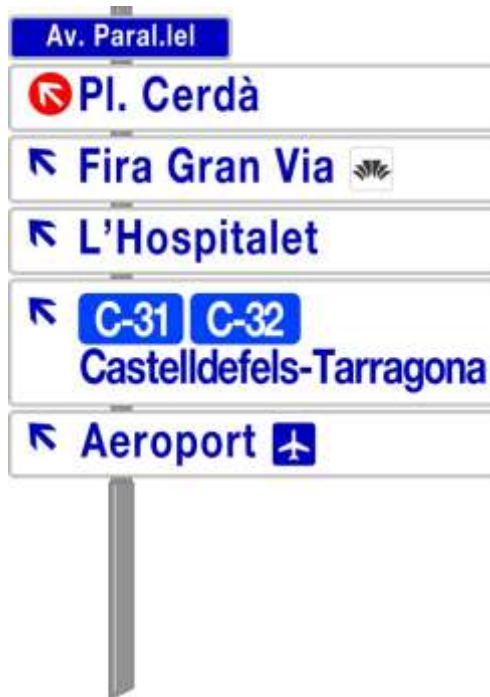 Av. Paral.lel
Pl. Cerdà
Fira Gran Via
L'Hospitalet
C-31 C-32
Castelldefels-Tarragona
Aeroport